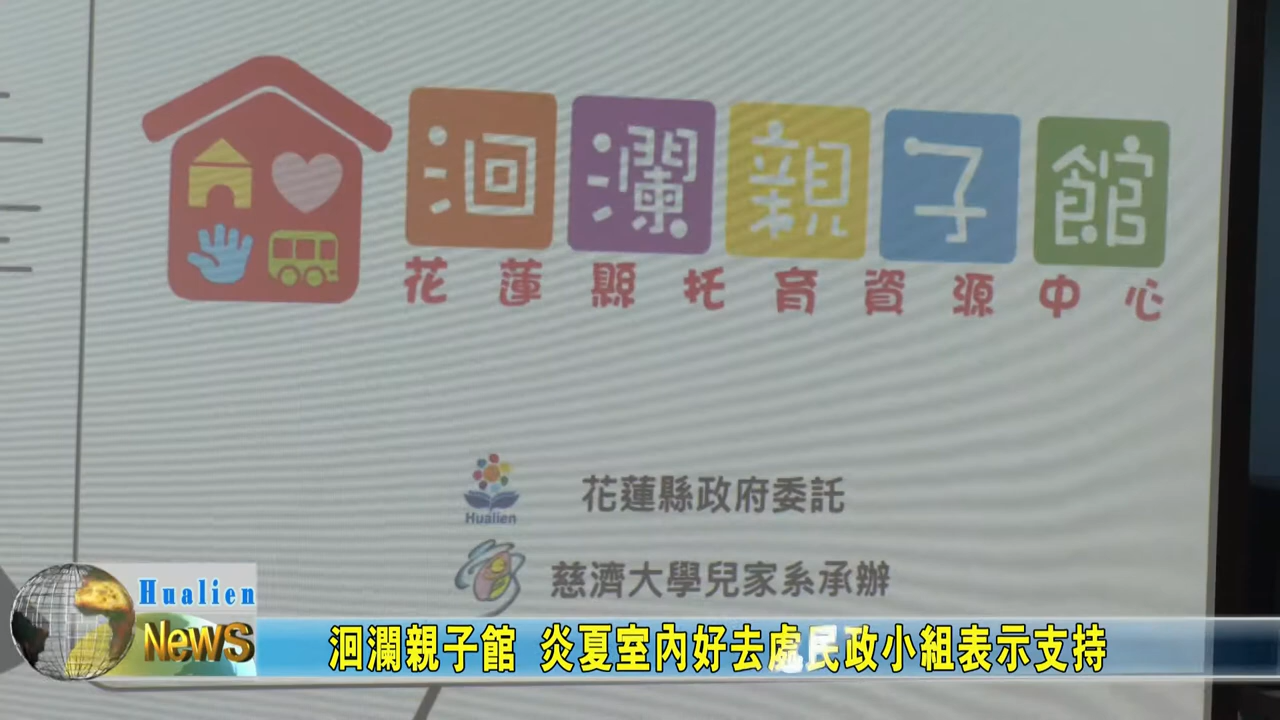 洄瀾親子館
花蓮縣托育資源中心
Hualien
花蓮縣政府委託
慈濟大學兒家系承辦
Hualien
News
洄瀾親子館 炎夏室內好去處民政小組表示支持